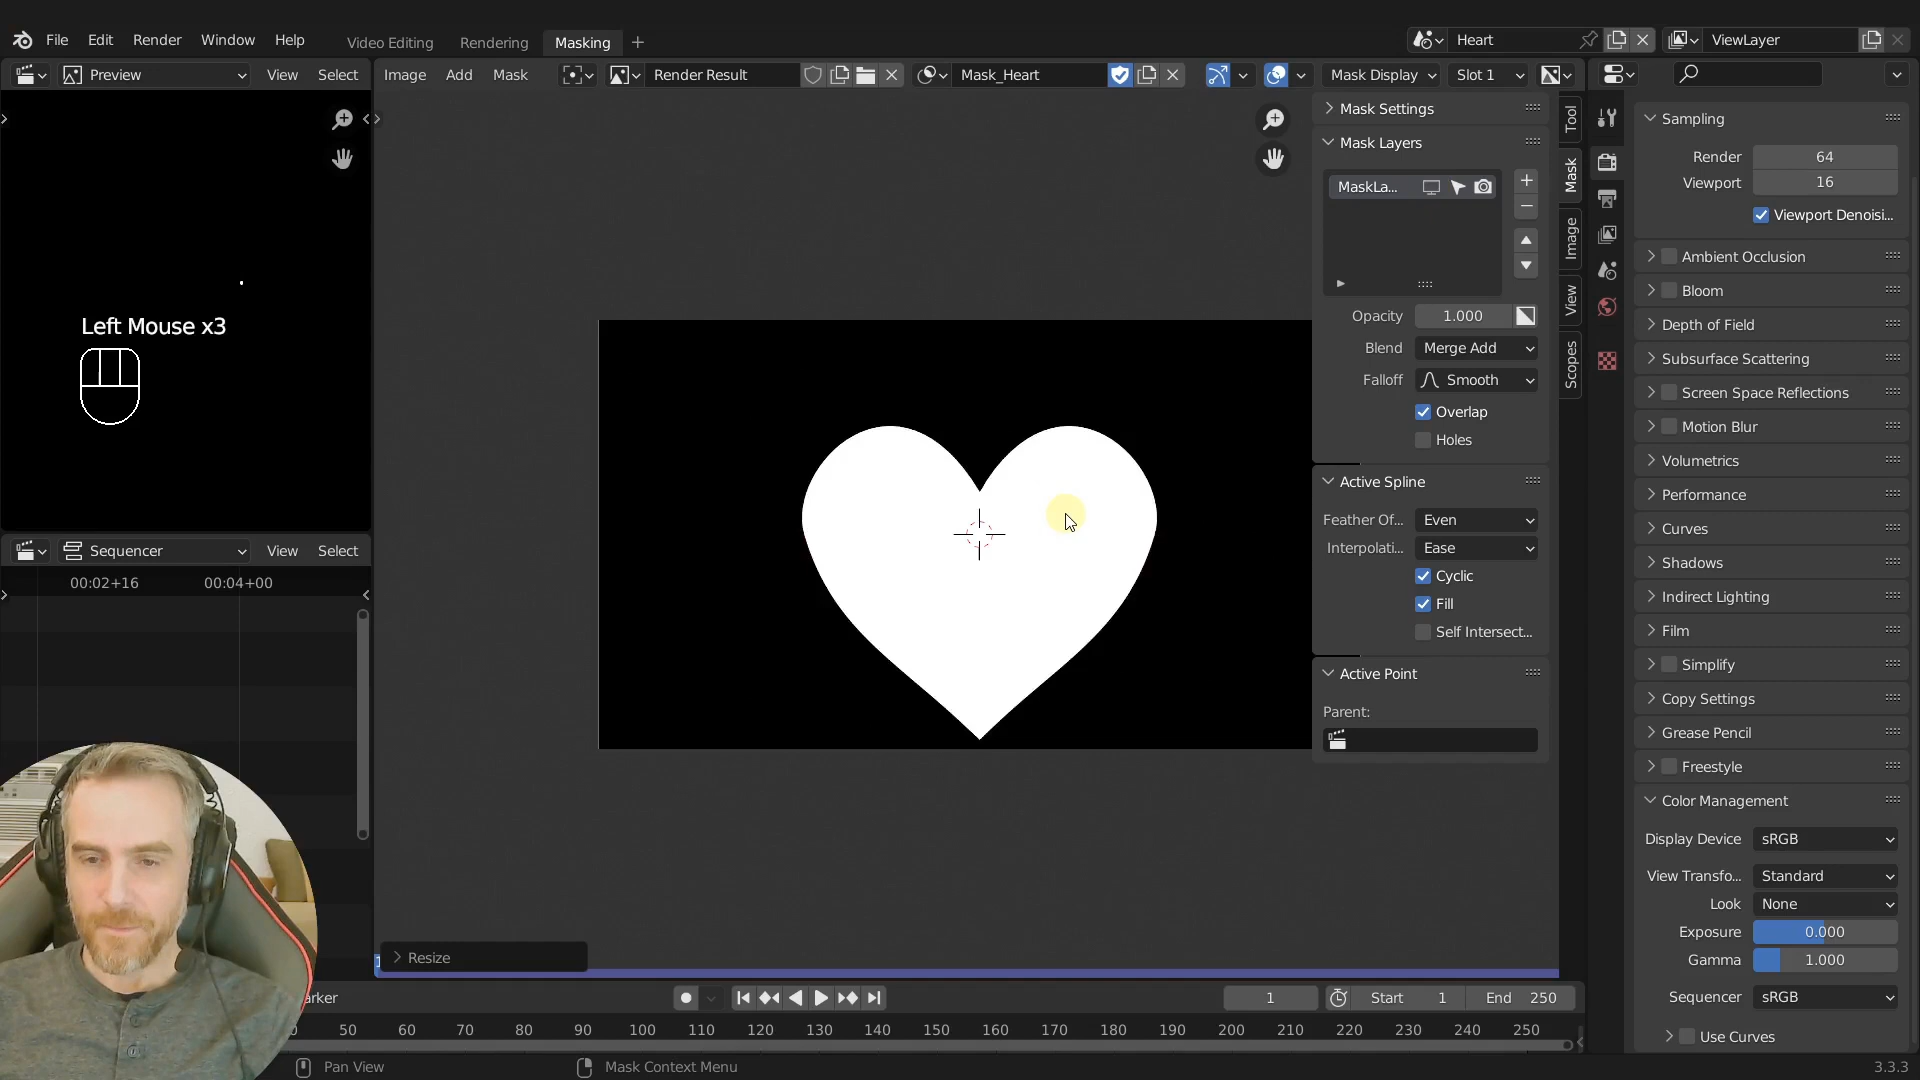 File Edit Render Window Help Video Editing Rendering Masking Heart ViewLayer
Preview View Select Image Add Mask Render Result Mask_Heart Mask Display Slot 1
Mask Settings
Mask Layers
MaskLa...
Opacity 1.000
Blend Merge Add
Falloff Smooth
Overlap
Holes
Active Spline
Feather Of... Even
Interpolati... Ease
Cyclic
Fill
Self Intersect...
Active Point
Parent:
Tool
Mask
Image
View
Scopes
Sampling
Render 64
Viewport 16
Viewport Denoisi...
Ambient Occlusion
Bloom
Depth of Field
Subsurface Scattering
Screen Space Reflections
Motion Blur
Volumetrics
Performance
Curves
Shadows
Indirect Lighting
Film
Simplify
Copy Settings
Grease Pencil
Freestyle
Color Management
Display Device sRGB
View Transfo... Standard
Look None
Exposure 0.000
Gamma 1.000
Sequencer sRGB
Use Curves
Left Mouse x3
Sequencer View Select
00:02+16 00:04+00
Resize
arker 1 Start 1 End 250
50 60 70 80 90 100 110 120 130 140 150 160 170 180 190 200 210 220 230 240 250
Pan View Mask Context Menu 3.3.3